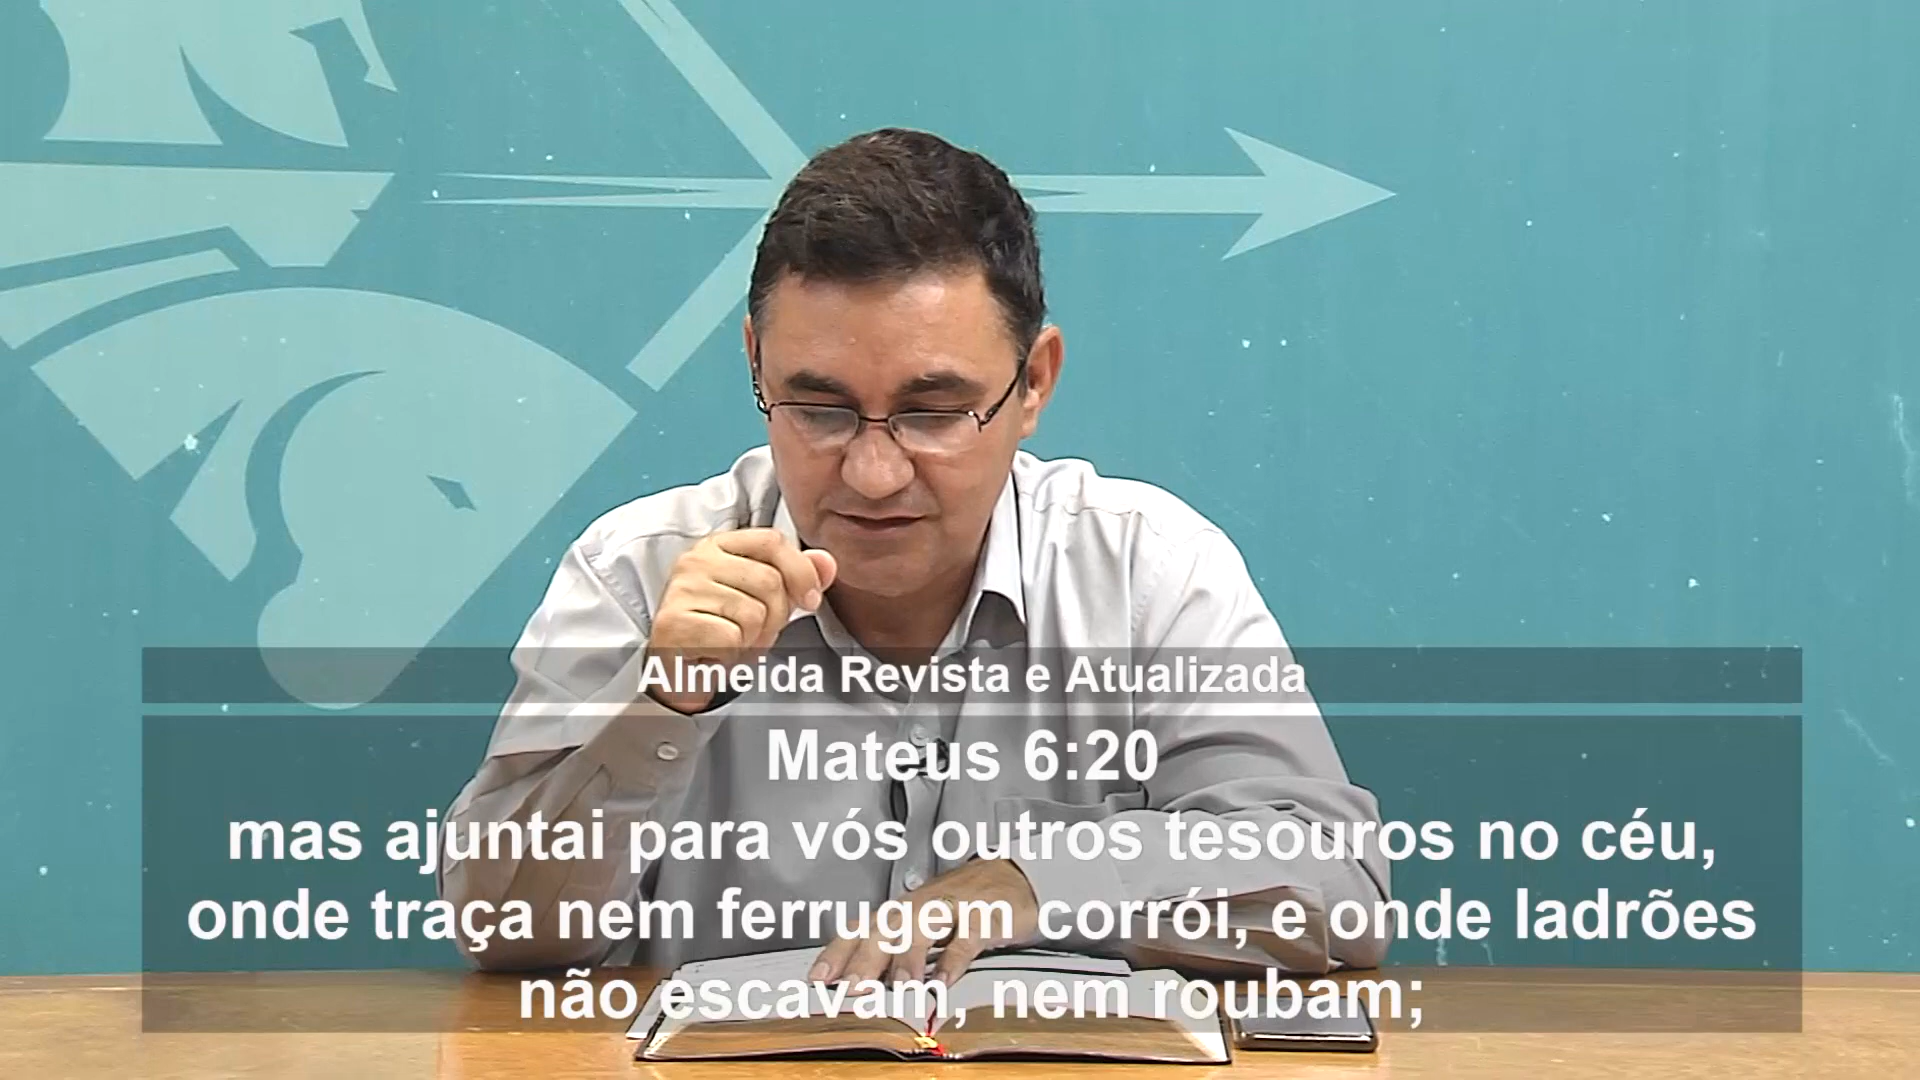 Almeida Revista e Atualizada
Mateus 6:20
mas ajuntai para vós outros tesouros no céu,
onde traça nem ferrugem corrói, e onde ladrões
não escavam, nem roubam;